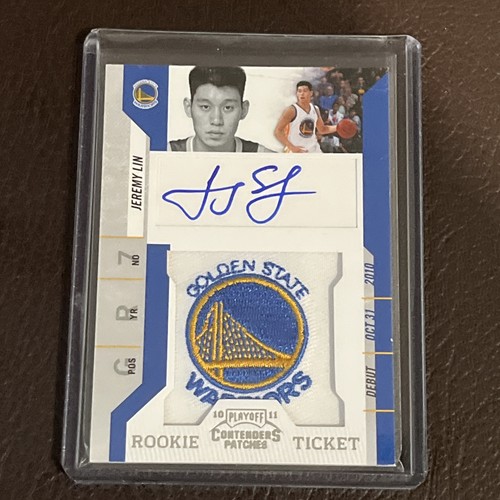 JEREMY LIN
7
ND
R
YR
G
POS
GOLDEN STATE
WARRIORS
DEBUT OCT 31 2010
10 PLAYOFF 11
ROOKIE CONTENDERS TICKET
PATCHES